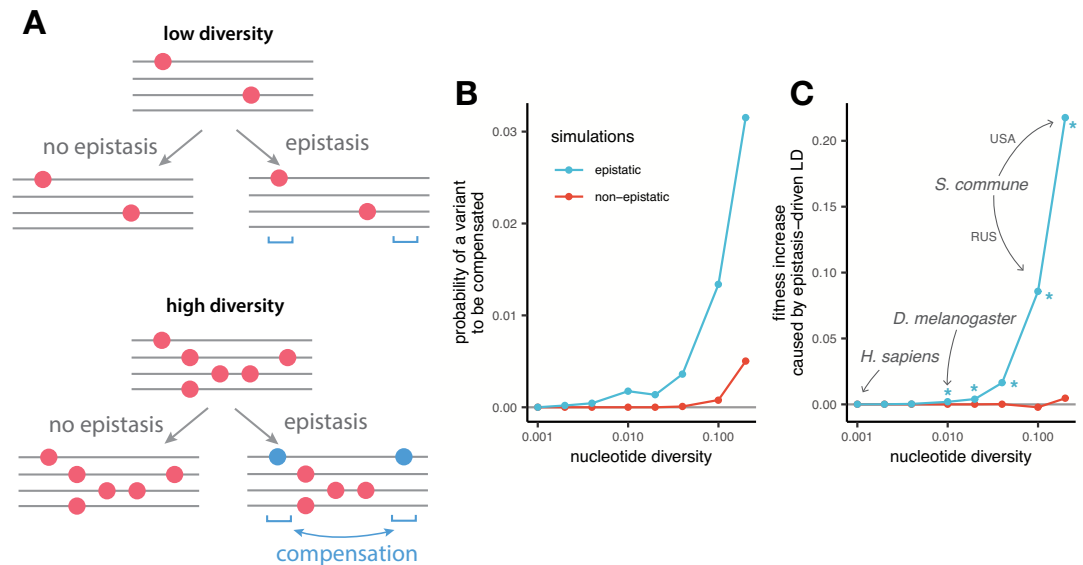 A
low diversity
no epistasis
epistasis
high diversity
no epistasis
epistasis
compensation
B
probability of a variant
to be compensated
0.03
0.02
0.01
0.00
simulations
epistatic
non−epistatic
0.001
0.010
0.100
nucleotide diversity
C
fitness increase
caused by epistasis−driven LD
0.20
0.15
0.10
0.05
0.00
USA
*
S. commune
RUS
*
D. melanogaster
H. sapiens
* * *
0.001
0.010
0.100
nucleotide diversity